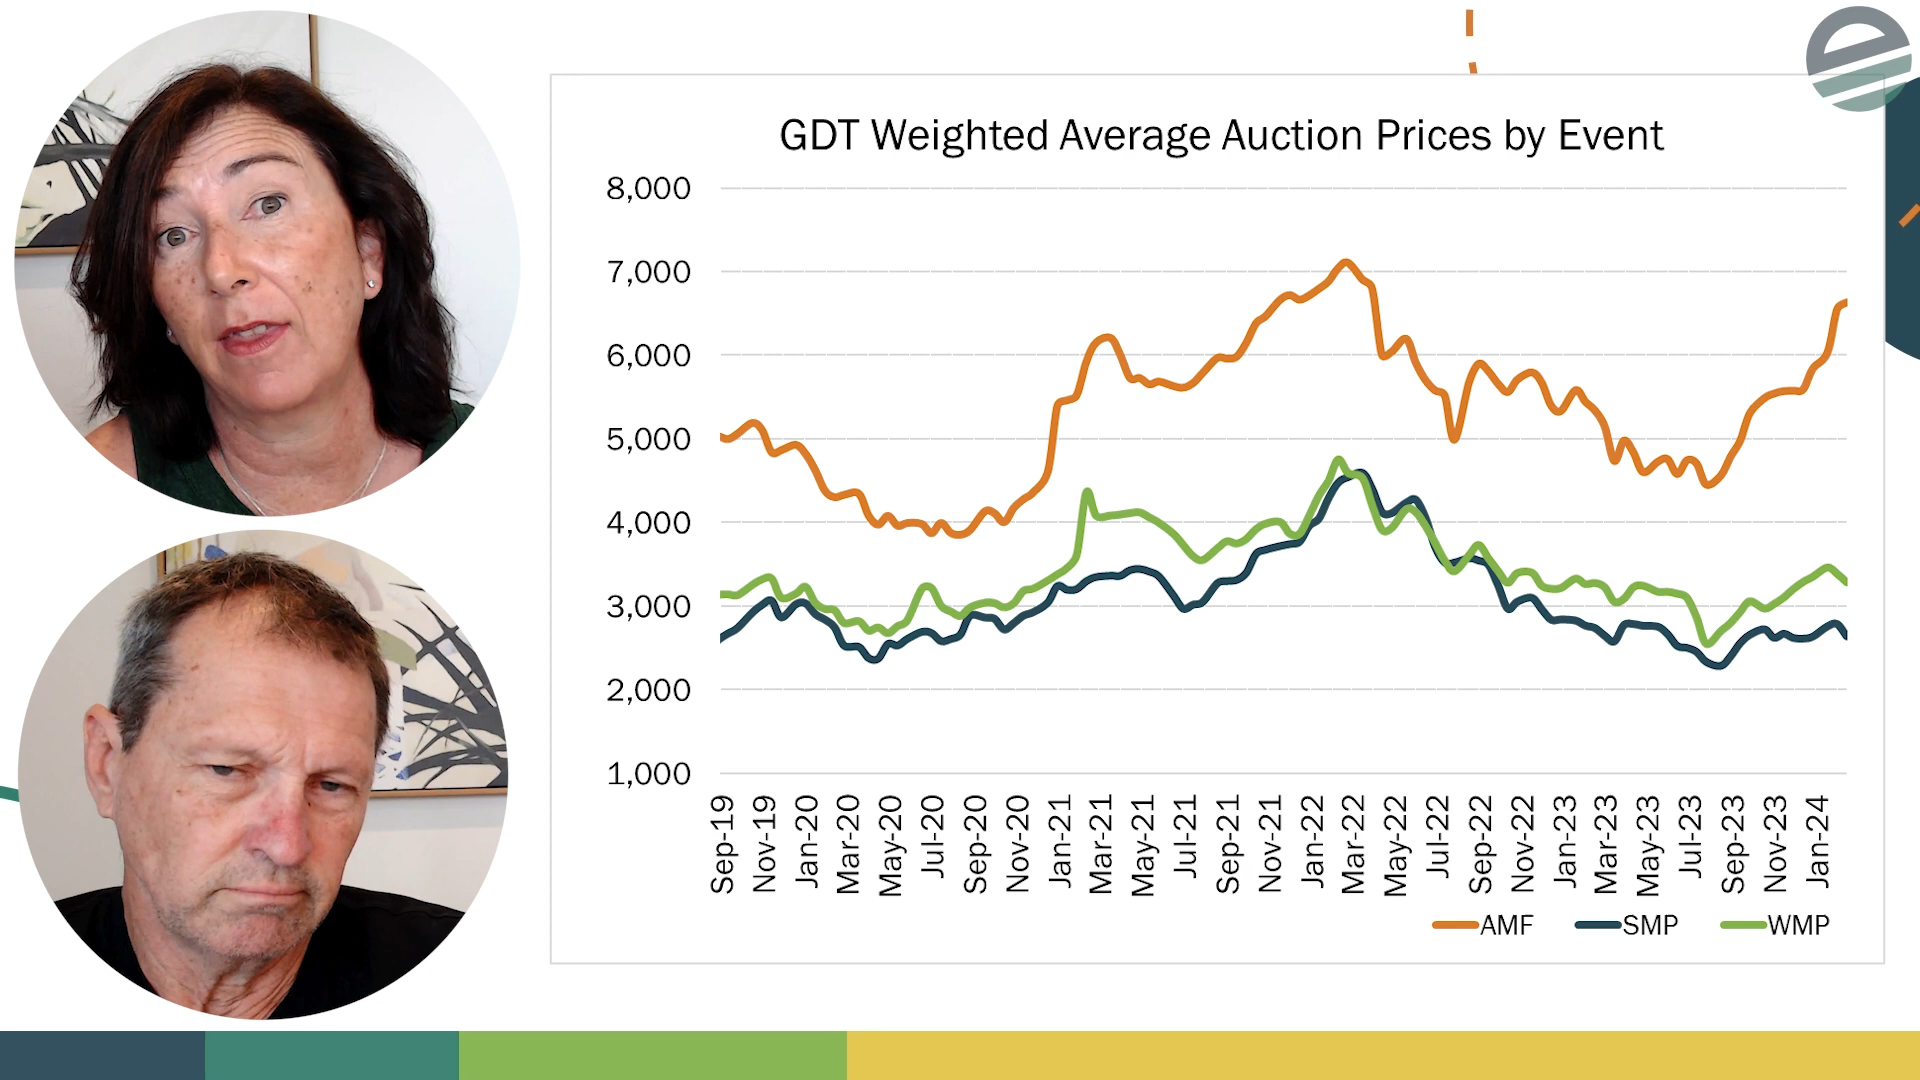 GDT Weighted Average Auction Prices by Event
8,000
7,000
6,000
5,000
4,000
3,000
2,000
1,000
Sep-19
Nov-19
Jan-20
Mar-20
May-20
Jul-20
Sep-20
Nov-20
Jan-21
Mar-21
May-21
Jul-21
Sep-21
Nov-21
Jan-22
Mar-22
May-22
Jul-22
Sep-22
Nov-22
Jan-23
Mar-23
May-23
Jul-23
Sep-23
Nov-23
Jan-24
AMF SMP WMP